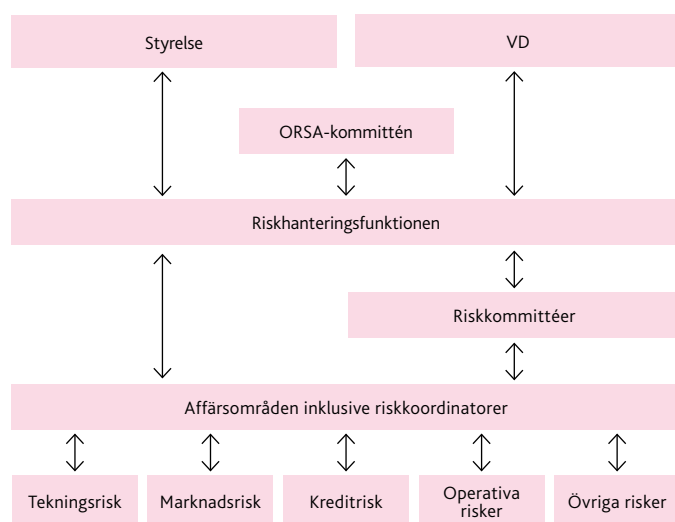 Styrelse
VD
ORSA-kommittén
Riskhanteringsfunktionen
Riskkommittéer
Affärsområden inklusive riskkoordinatorer
Tekningsrisk
Marknadsrisk
Kreditrisk
Operativa
risker
Övriga risker